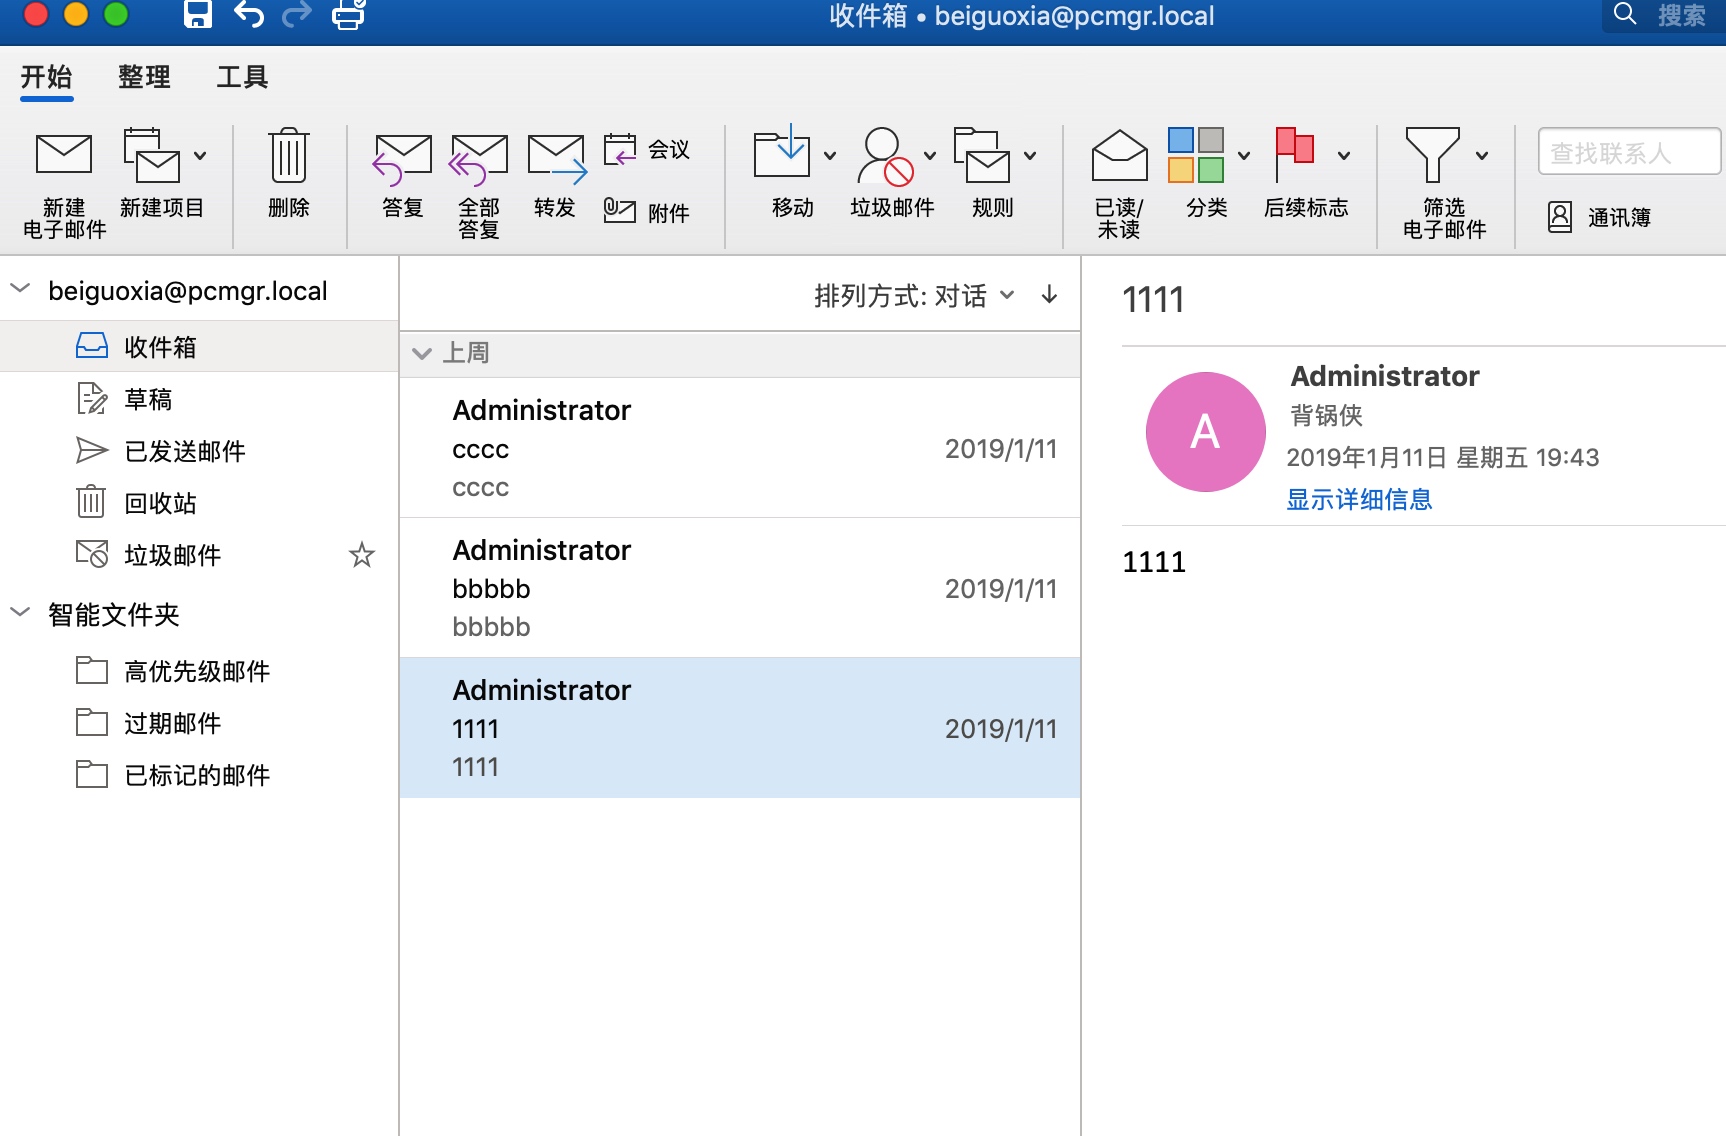 收件箱 • beiguoxia@pcmgr.local
搜索
开始 整理 工具
新建
电子邮件
新建项目
删除
答复
全部
答复
转发
会议
附件
移动
垃圾邮件
规则
已读/
未读
分类
后续标志
筛选
电子邮件
查找联系人
通讯簿
beiguoxia@pcmgr.local
收件箱
草稿
已发送邮件
回收站
垃圾邮件
智能文件夹
高优先级邮件
过期邮件
已标记的邮件
排列方式: 对话
上周
Administrator
cccc 2019/1/11
cccc
Administrator
bbbbb 2019/1/11
bbbbb
Administrator
1111 2019/1/11
1111
1111
A
Administrator
背锅侠
2019年1月11日 星期五 19:43
显示详细信息
1111